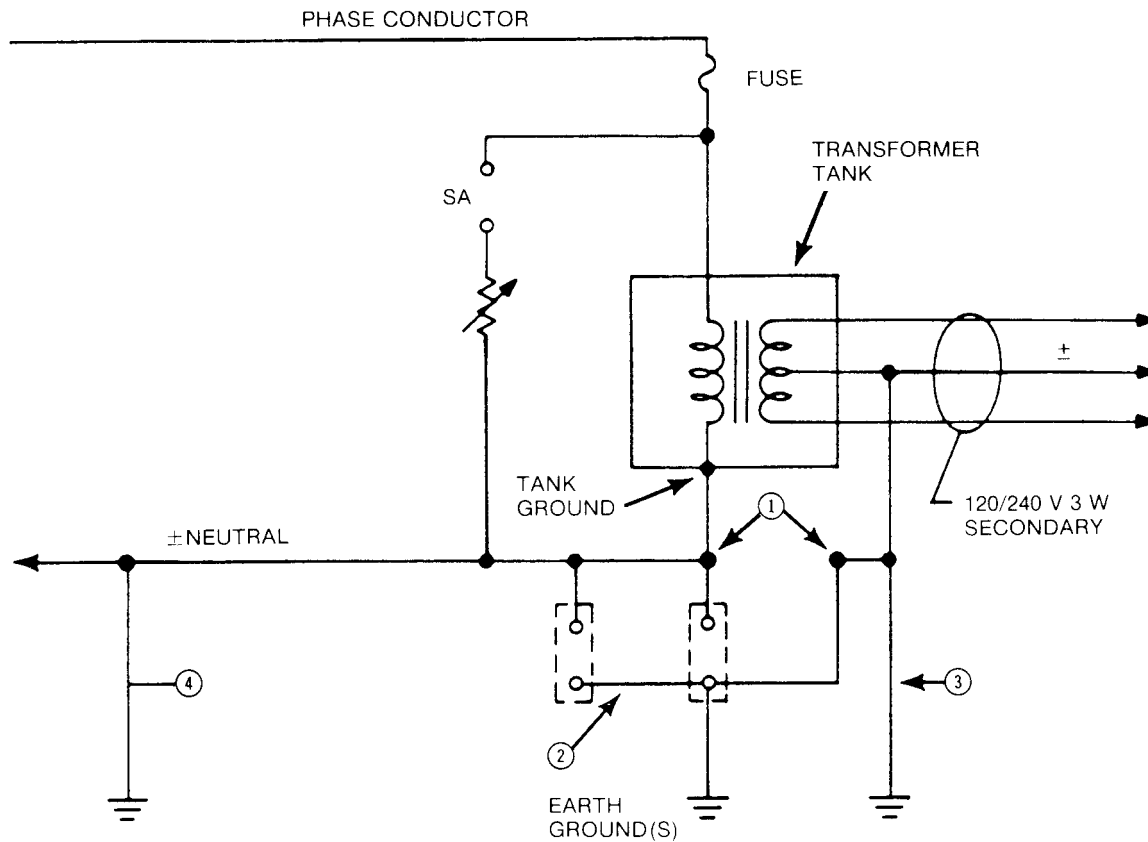 PHASE CONDUCTOR
FUSE
TRANSFORMER
TANK
SA
±
TANK
GROUND
1
120/240 V 3 W
SECONDARY
±NEUTRAL
4
3
2
EARTH
GROUND(S)